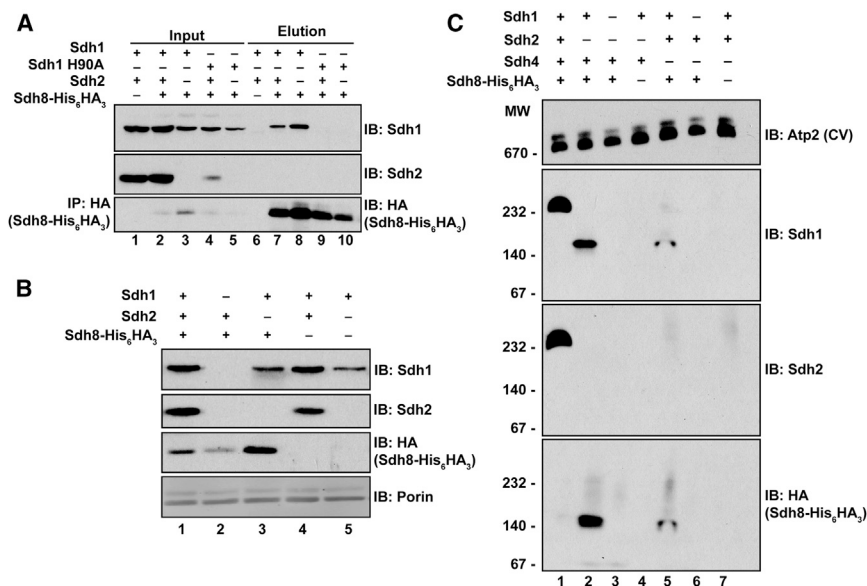 A
Input Elution
Sdh1 + + + – – + + + – –
Sdh1 H90A – – – + + – – – + +
Sdh2 + + – + – + + – + –
Sdh8-His₆HA₃ – + + + + – + + + +
IB: Sdh1
IB: Sdh2
IP: HA
(Sdh8-His₆HA₃)
IB: HA
(Sdh8-His₆HA₃)
1 2 3 4 5 6 7 8 9 10
B
Sdh1 + – + + +
Sdh2 + + – + –
Sdh8-His₆HA₃ + + + – –
IB: Sdh1
IB: Sdh2
IB: HA
(Sdh8-His₆HA₃)
IB: Porin
1 2 3 4 5
C
Sdh1 + + – + + – +
Sdh2 + – – – + + +
Sdh4 + + + + – – –
Sdh8-His₆HA₃ + + + – + + –
MW
670 -
IB: Atp2 (CV)
232 -
140 -
67 -
IB: Sdh1
232 -
140 -
67 -
IB: Sdh2
232 -
140 -
67 -
IB: HA
(Sdh8-His₆HA₃)
1 2 3 4 5 6 7